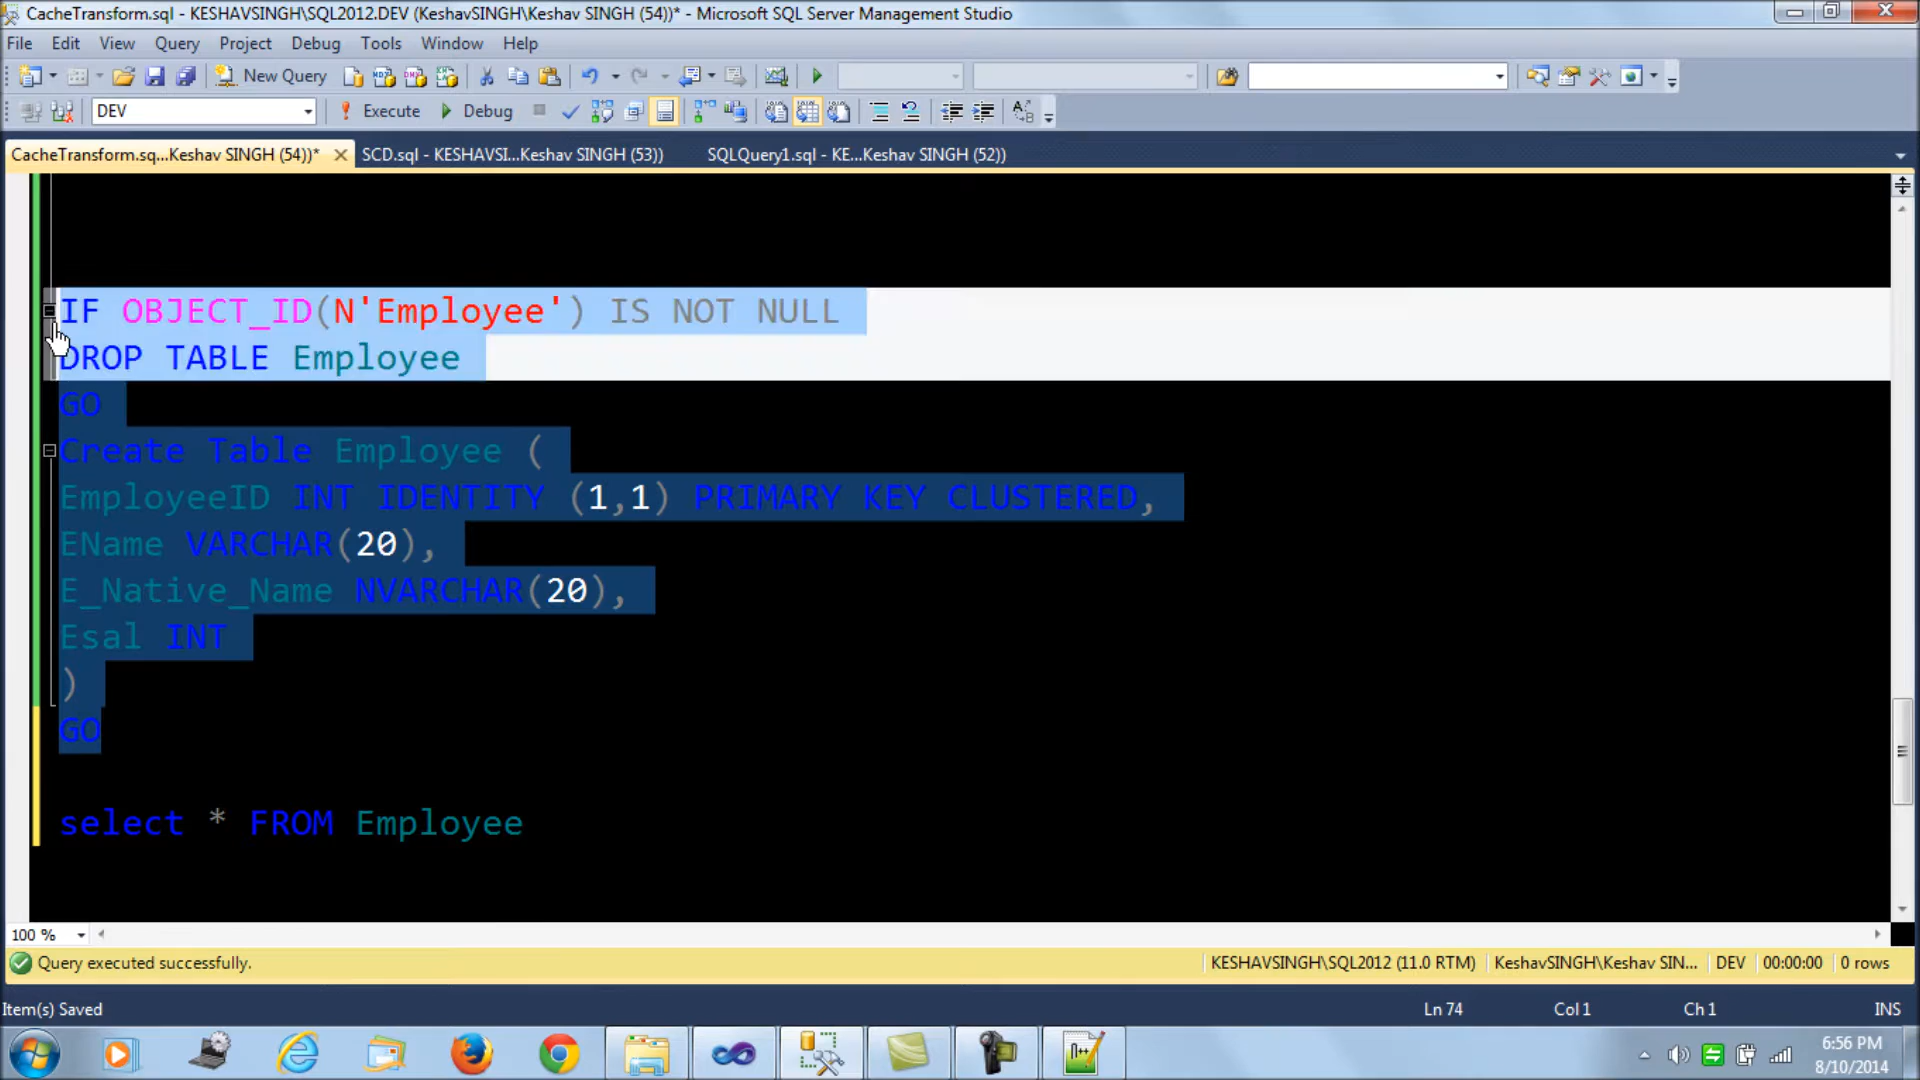 CacheTransform.sql - KESHAVSINGH\SQL2012.DEV (KeshavSINGH\Keshav SINGH (54))* - Microsoft SQL Server Management Studio
File Edit View Query Project Debug Tools Window Help
New Query
DEV Execute Debug
CacheTransform.sq...Keshav SINGH (54))* SCD.sql - KESHAVSI...Keshav SINGH (53)) SQLQuery1.sql - KE...Keshav SINGH (52))
IF OBJECT_ID(N'Employee') IS NOT NULL
DROP TABLE Employee
GO
Create Table Employee (
EmployeeID INT IDENTITY (1,1) PRIMARY KEY CLUSTERED,
EName VARCHAR(20),
E_Native_Name NVARCHAR(20),
Esal INT
)
GO
select * FROM Employee
100 %
Query executed successfully. KESHAVSINGH\SQL2012 (11.0 RTM) KeshavSINGH\Keshav SIN... DEV 00:00:00 0 rows
Item(s) Saved Ln 74 Col 1 Ch 1 INS
6:56 PM
8/10/2014